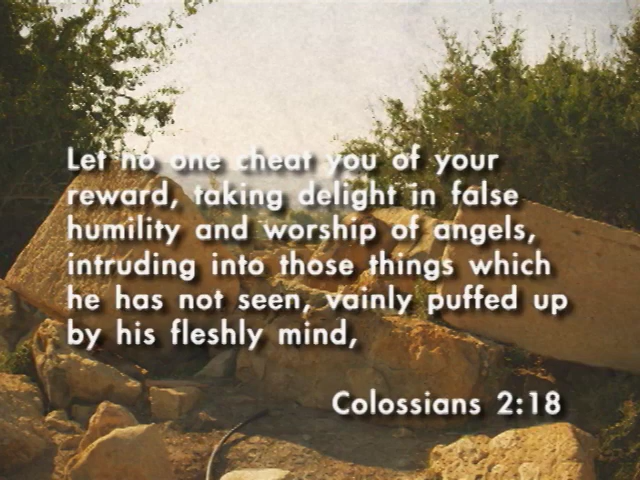 Let no one cheat you of your
reward, taking delight in false
humility and worship of angels,
intruding into those things which
he has not seen, vainly puffed up
by his fleshly mind,
Colossians 2:18